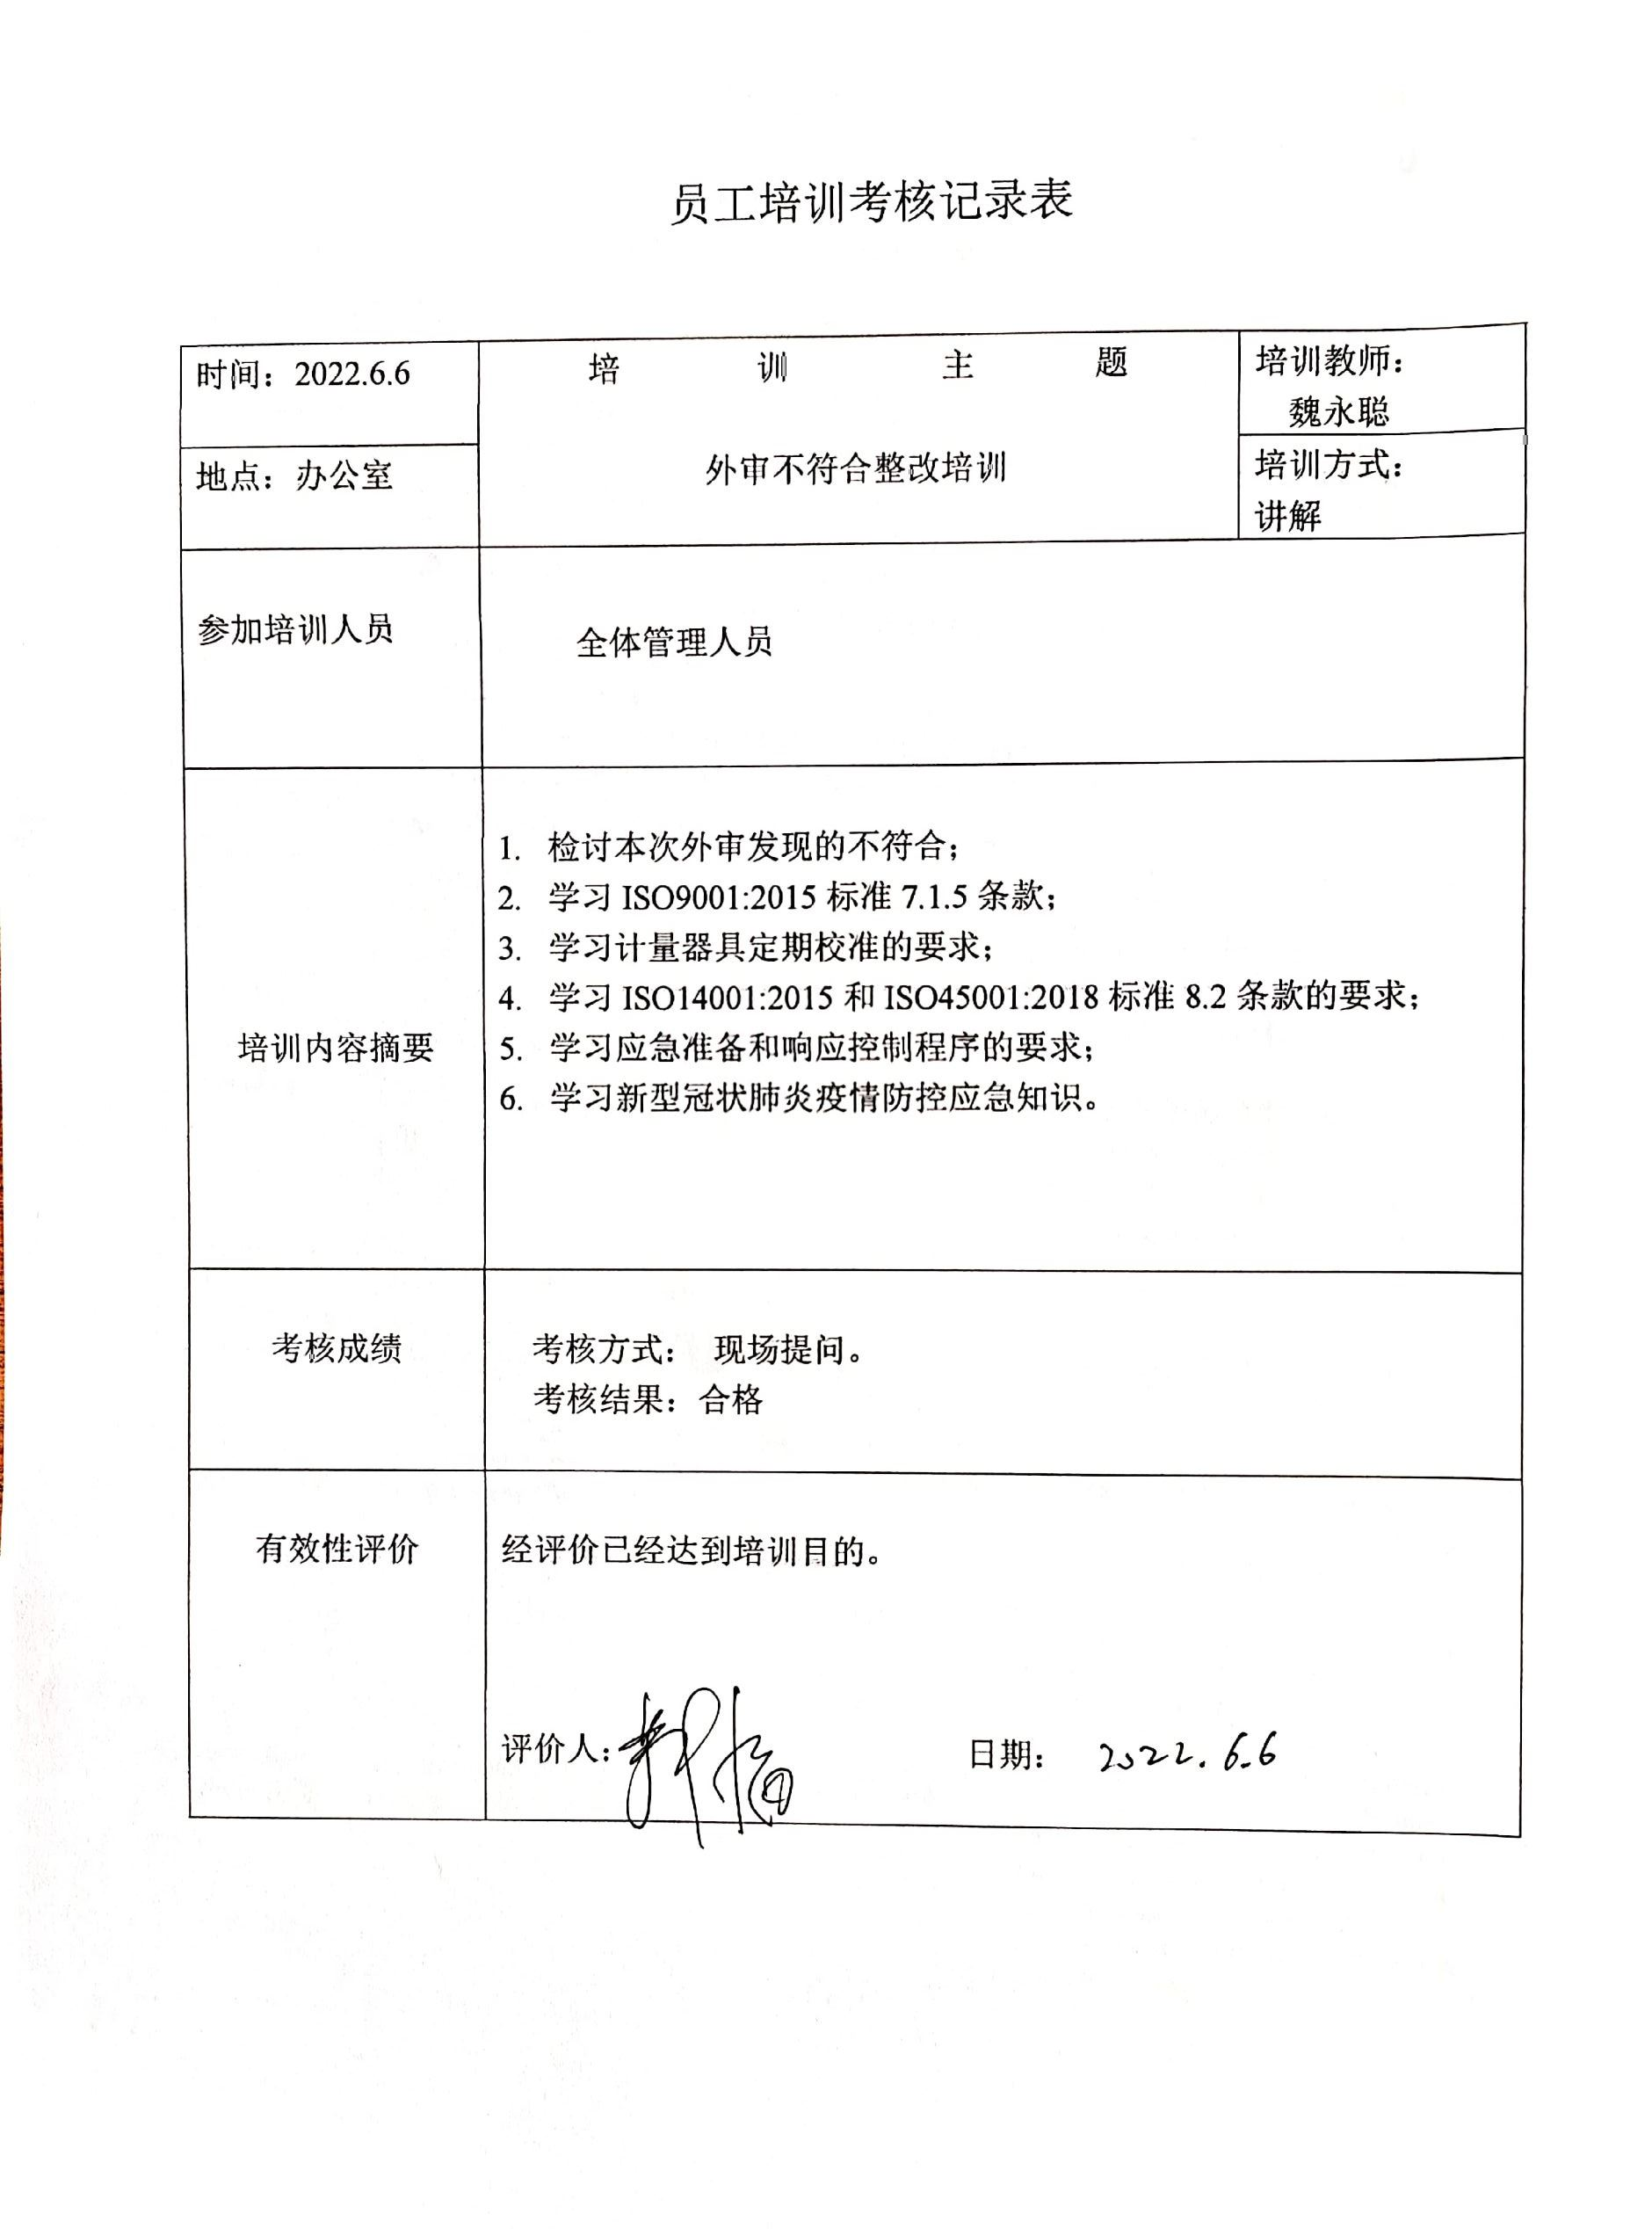 员工培训考核记录表
时间：2022.6.6
培 训 主 题
培训教师：
魏永聪
地点：办公室
外审不符合整改培训
培训方式：
讲解
参加培训人员
全体管理人员
培训内容摘要
1. 检讨本次外审发现的不符合；
2. 学习 ISO9001:2015 标准 7.1.5 条款；
3. 学习计量器具定期校准的要求；
4. 学习 ISO14001:2015 和 ISO45001:2018 标准 8.2 条款的要求；
5. 学习应急准备和响应控制程序的要求；
6. 学习新型冠状肺炎疫情防控应急知识。
考核成绩
考核方式： 现场提问。
考核结果：合格
有效性评价
经评价已经达到培训目的。
评价人：
日期： 2022.6.6